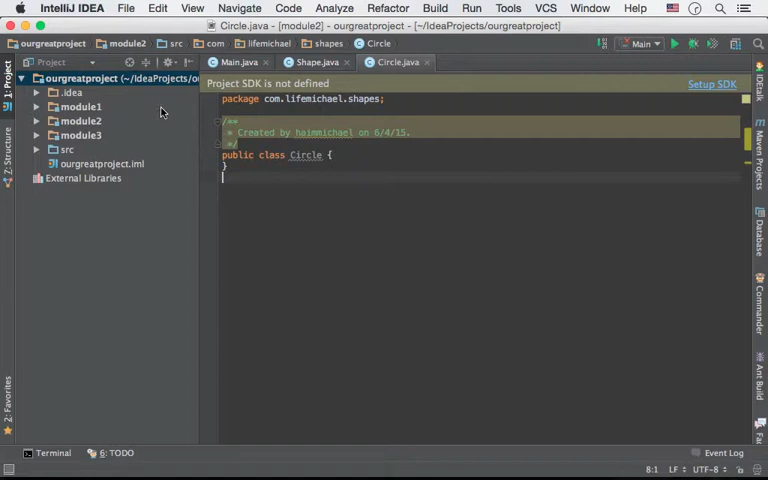 IntelliJ IDEA File Edit View Navigate Code Analyze Refactor Build Run Tools VCS Window Help
Circle.java - [module2] - ourgreatproject - [~/IdeaProjects/ourgreatproject]
ourgreatproject module2 src com lifemichael shapes Circle Main
Project Main.java Shape.java Circle.java
ourgreatproject (~/IdeaProjects/ou
.idea
module1
module2
module3
src
ourgreatproject.iml
External Libraries
Project SDK is not defined Setup SDK
package com.lifemichael.shapes;
/**
* Created by haimmichael on 6/4/15.
*/
public class Circle {
}
1: Project
7: Structure
2: Favorites
IDEtalk
Maven Projects
Database
Commander
Ant Build
Fa
Terminal 6: TODO Event Log
8:1 LF UTF-8